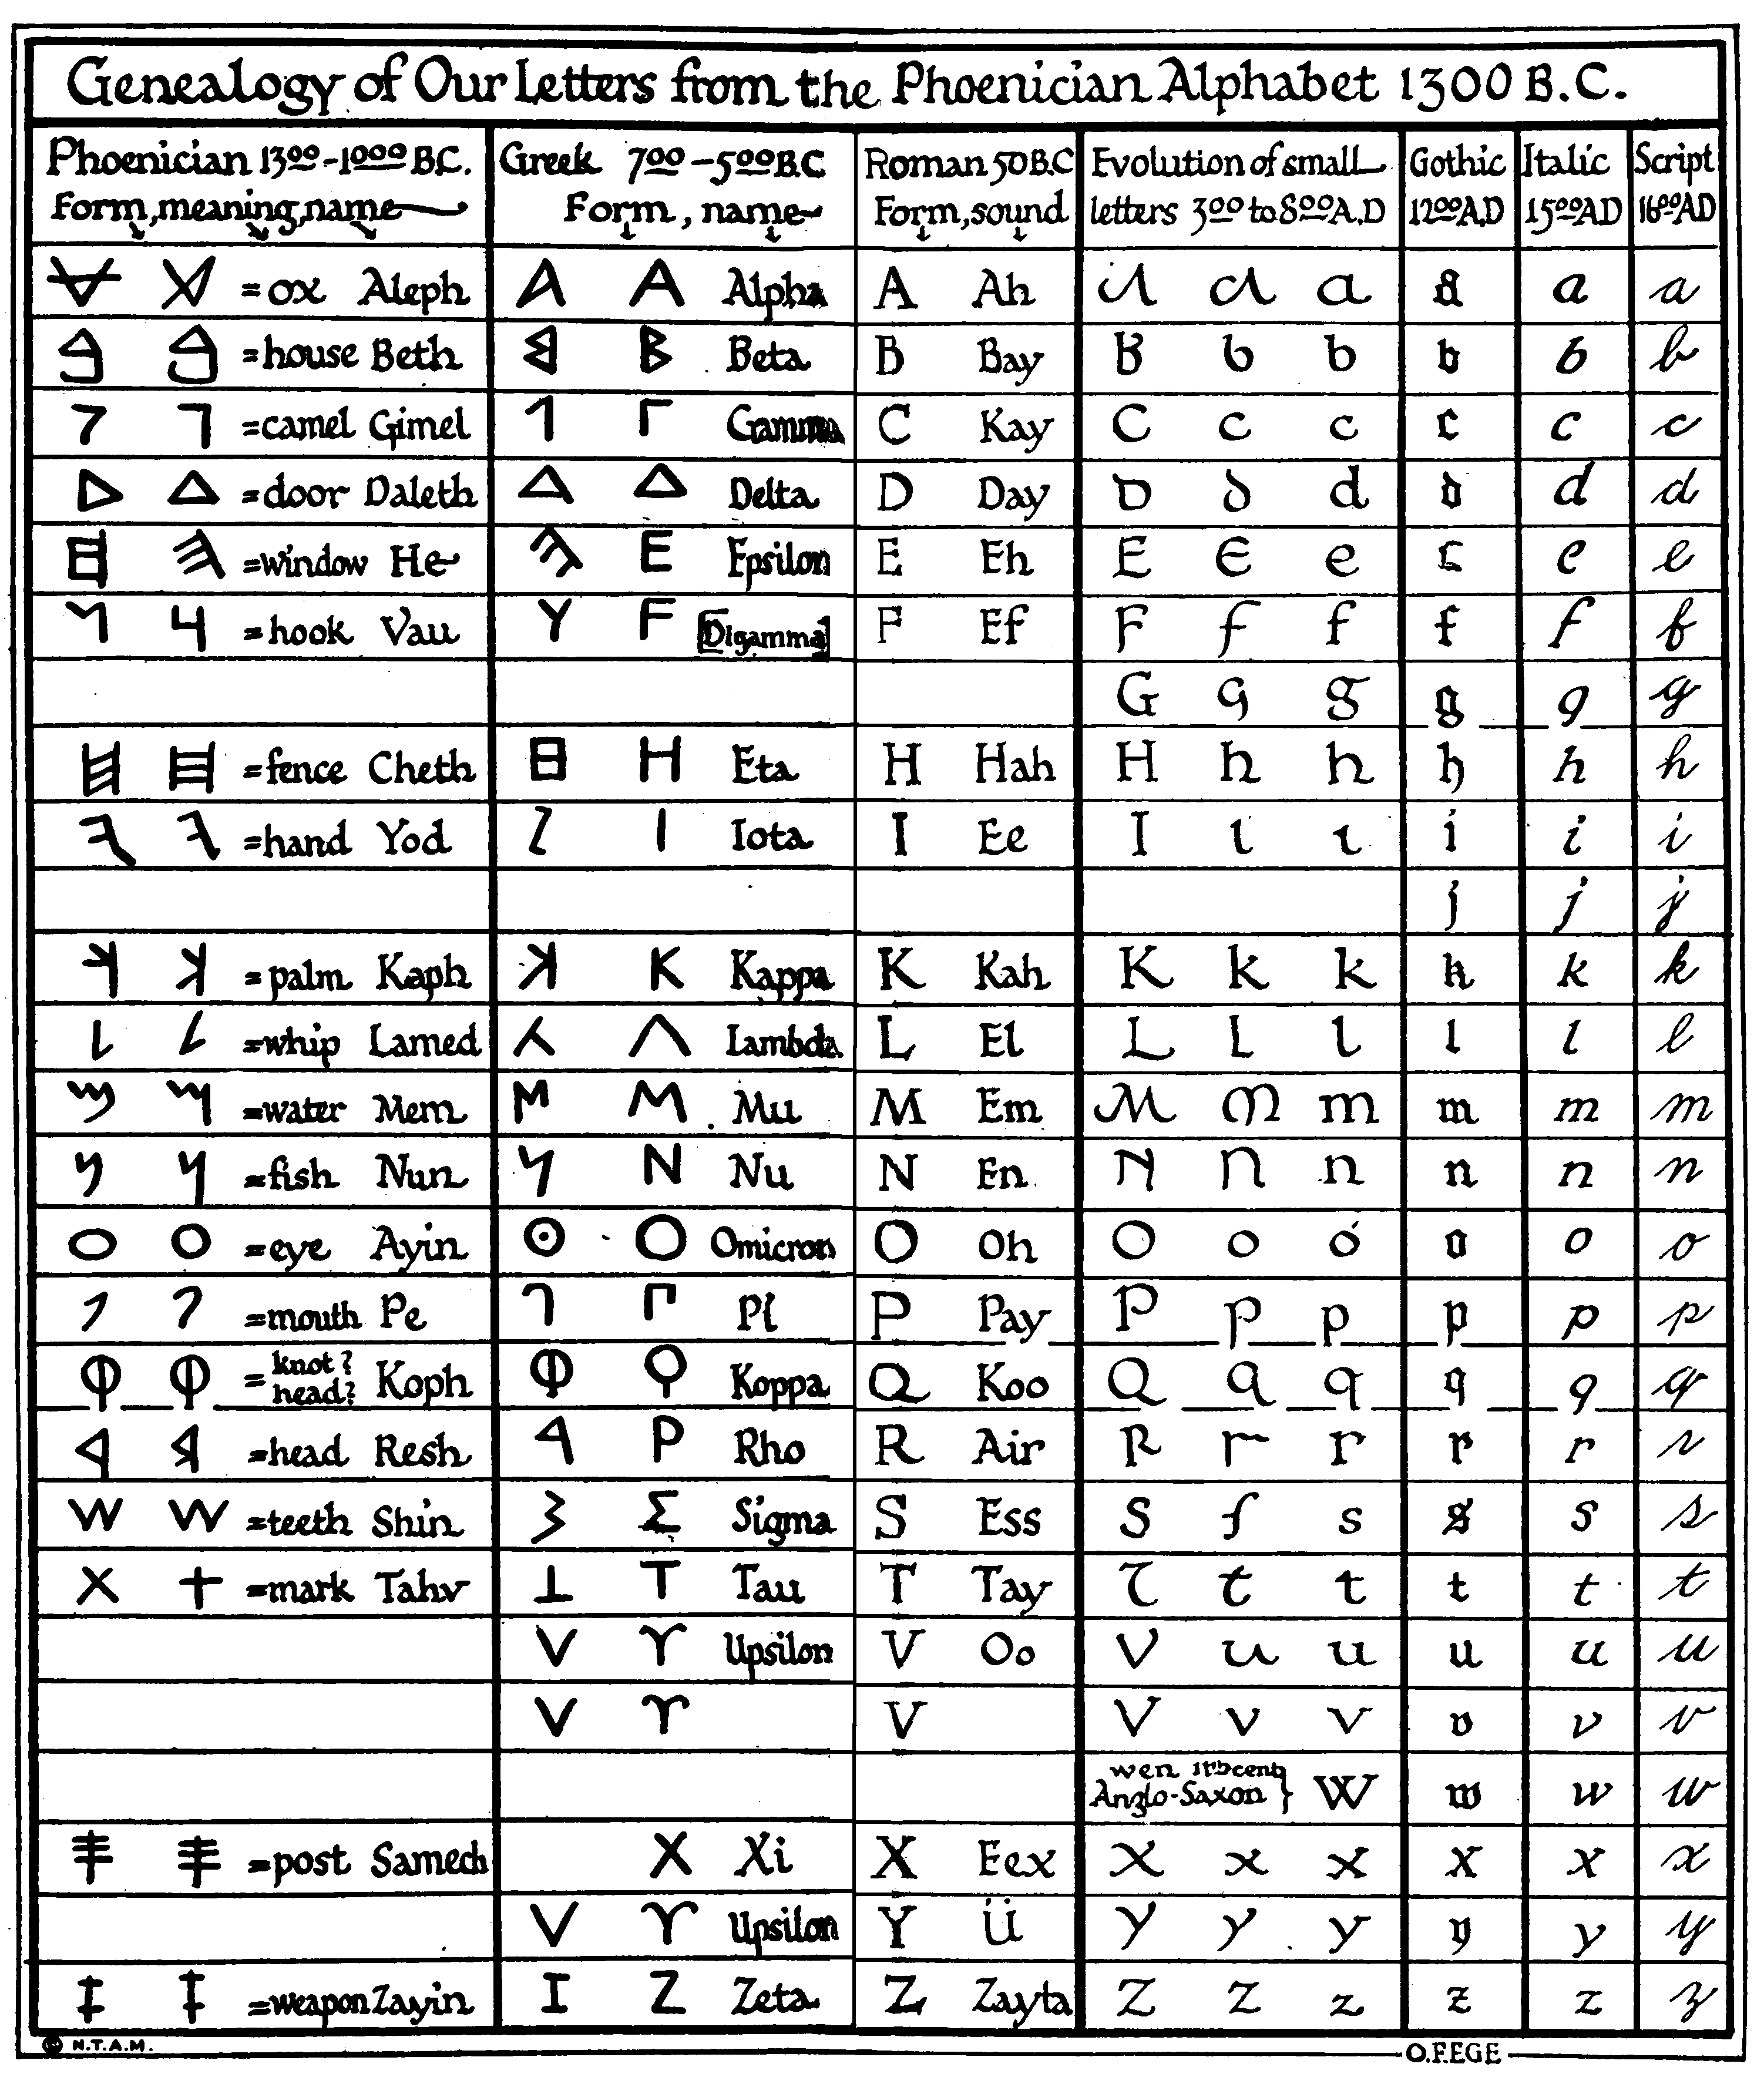 Genealogy of Our Letters from the Phoenician Alphabet 1300 B.C.
Phoenician 1300-1000 B.C. Form, meaning, name
Greek 700-500 B.C Form, name
Roman 50 B.C Form, sound
Evolution of small letters 300 to 800 A.D
Gothic 1200 A.D
Italic 1500 AD
Script 1600 AD
=ox Aleph Α Α Alpha A Ah a a a a a a
=house Beth Β Beta B Bay B b b b b b
=camel Gimel Γ Gamma C Kay C c c c c c
=door Daleth Δ Δ Delta D Day D d d d d d
=window He E Epsilon E Eh E e e e e e
=hook Vau Y F [Digamma] F Ef F f f f f f
G g g g g g
=fence Cheth H Eta H Hah H h h h h h
=hand Yod I Iota I Ee I ı ı i i i
j j j
=palm Kaph K Kappa K Kah K k k k k k
=whip Lamed Λ Lambda L El L L l l l l
=water Mem M M Mu M Em M m m m m m
=fish Nun N Nu N En N n n n n n
=eye Ayin ⊙ O Omicron O Oh O o ó o o o
=mouth Pe Pi P Pay P p p p p p
=knot? head? Koph Φ Koppa Q Koo Q q q q q q
=head Resh P Rho R Air R r r r r r
=teeth Shin Σ Sigma S Ess S ſ s s s s
=mark Tahv T Tau T Tay t t t t t
V ϒ Upsilon V Oo V u u u u u
V ϒ V V v v v v v
wen 11th cent Anglo-Saxon } W w w w
=post Samech X Xi X Eex x x x x x x
V ϒ Upsilon Y Ü y y y y y y
=weapon Zayin I Z Zeta Z Zayta Z z z z z z
© N.T.A.M.
O.F.EGE